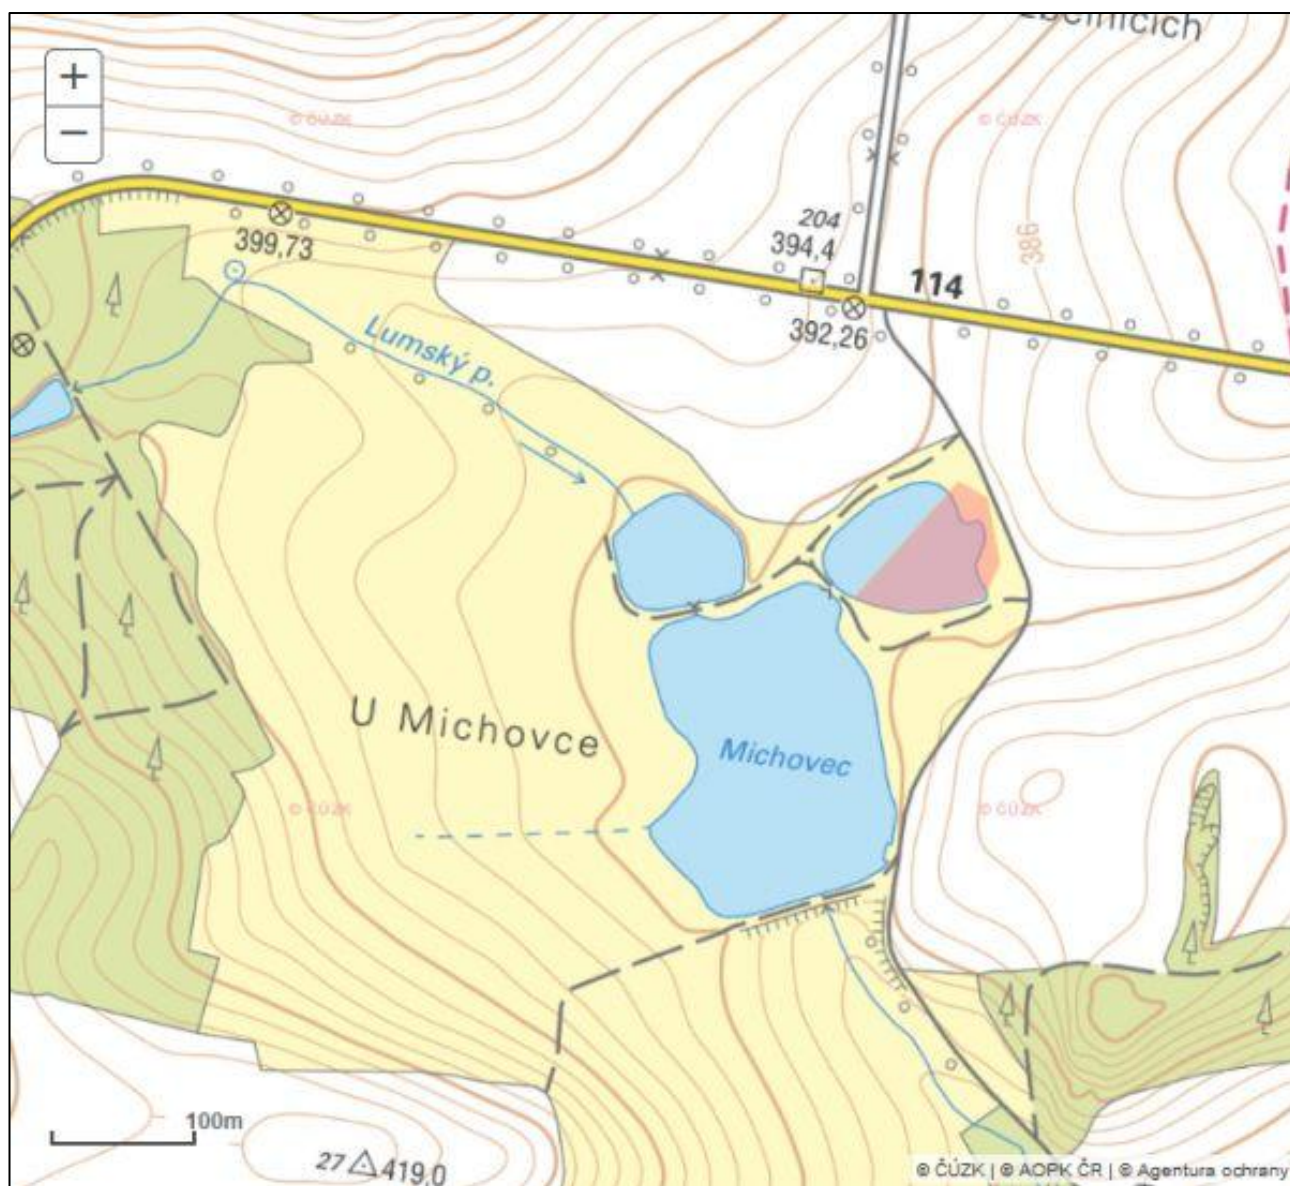 +
−
© ČÚZK
© ČÚZK
399,73
204
394,4
114
392,26
386
Lumský p.
U Michovce
Michovec
© ČÚZK
© ČÚZK
100m
27
419,0
© ČÚZK | © AOPK ČR | © Agentura ochrany